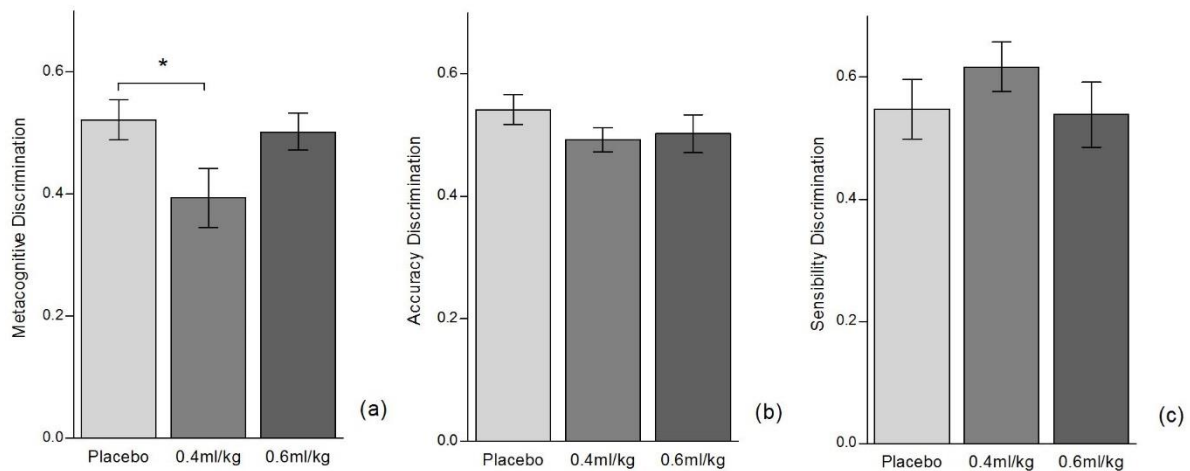 Metacognitive Discrimination
0.6
0.4
0.2
0.0
*
Placebo 0.4ml/kg 0.6ml/kg
(a)
Accuracy Discrimination
0.6
0.4
0.2
0.0
Placebo 0.4ml/kg 0.6ml/kg
(b)
Sensibility Discrimination
0.6
0.4
0.2
0.0
Placebo 0.4ml/kg 0.6ml/kg
(c)